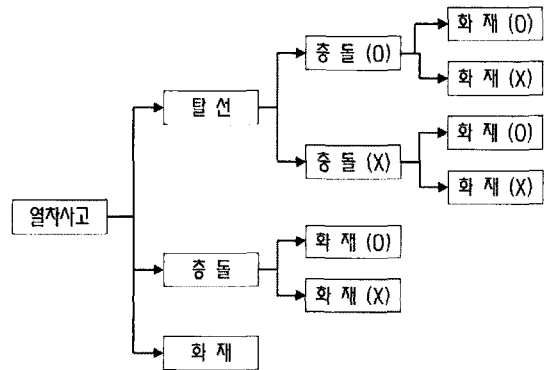 화 재 (O)
충 돌 (O)
화 재 (X)
탈 선
화 재 (O)
충 돌 (X)
화 재 (X)
열차사고
화 재 (O)
충 돌
화 재 (X)
화 재